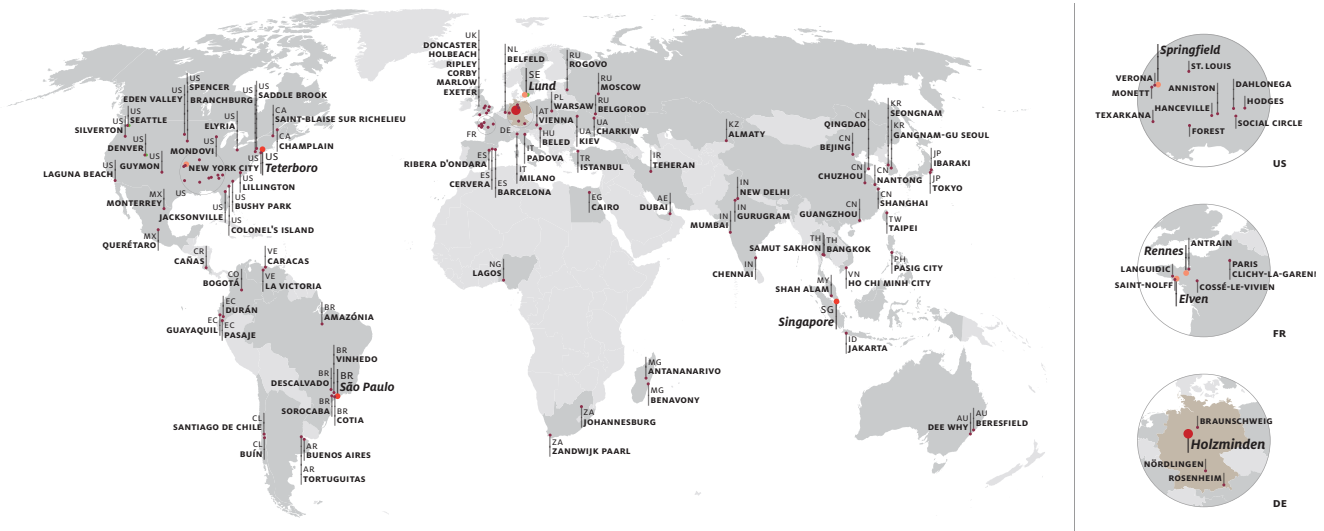 US
SPENCER
US
EDEN VALLEY
BRANCHBURG
US
SADDLE BROOK
US
SEATTLE
US
SILVERTON
US
ELYRIA
CA
SAINT-BLAISE SUR RICHELIEU
CA
CHAMPLAIN
US
DENVER
US
MONDOVI
US
GUYMON
US
NEW YORK CITY
US
Teterboro
US
LAGUNA BEACH
US
LILLINGTON
MX
MONTERREY
US
JACKSONVILLE
US
BUSHY PARK
US
COLONEL'S ISLAND
MX
QUERÉTARO
CR
CAÑAS
VE
CARACAS
CO
BOGOTÁ
VE
LA VICTORIA
EC
DURÁN
EC
GUAYAQUIL
EC
PASAJE
BR
AMAZÓNIA
BR
VINHEDO
BR
DESCALVADO
BR
São Paulo
BR
SOROCABA
BR
COTIA
CL
SANTIAGO DE CHILE
CL
BUÍN
AR
BUENOS AIRES
AR
TORTUGUITAS
UK
DONCASTER
HOLBEACH
RIPLEY
CORBY
MARLOW
EXETER
NL
BELFELD
SE
Lund
RU
ROGOVO
RU
MOSCOW
PL
WARSAW
RU
BELGOROD
AT
VIENNA
UA
CHARKIW
FR
DE
HU
BELED
UA
KIEV
IT
PADOVA
TR
ISTANBUL
ES
RIBERA D'ONDARA
ES
CERVERA
ES
BARCELONA
IT
MILANO
EG
CAIRO
IR
TEHERAN
AE
DUBAI
KZ
ALMATY
NG
LAGOS
MG
ANTANANARIVO
MG
BENAVONY
ZA
JOHANNESBURG
ZA
ZANDWIJK PAARL
IN
NEW DELHI
IN
GURUGRAM
IN
MUMBAI
IN
CHENNAI
CN
QINGDAO
KR
SEONGNAM
KR
GANGNAM-GU SEOUL
CN
BEJING
JP
IBARAKI
CN
CHUZHOU
CN
NANTONG
JP
TOKYO
CN
SHANGHAI
CN
GUANGZHOU
TW
TAIPEI
TH
SAMUT SAKHON
TH
BANGKOK
PH
PASIG CITY
VN
HO CHI MINH CITY
MY
SHAH ALAM
SG
Singapore
ID
JAKARTA
AU
DEE WHY
AU
BERESFIELD
Springfield
ST. LOUIS
VERONA
MONETT
ANNISTON
DAHLONEGA
HANCEVILLE
HODGES
TEXARKANA
SOCIAL CIRCLE
FOREST
US
ANTRAIN
Rennes
PARIS
LANGUIDIC
CLICHY-LA-GAREN
SAINT-NOLFF
COSSÉ-LE-VIVIEN
Elven
FR
BRAUNSCHWEIG
Holzminden
NÖRDLINGEN
ROSENHEIM
DE